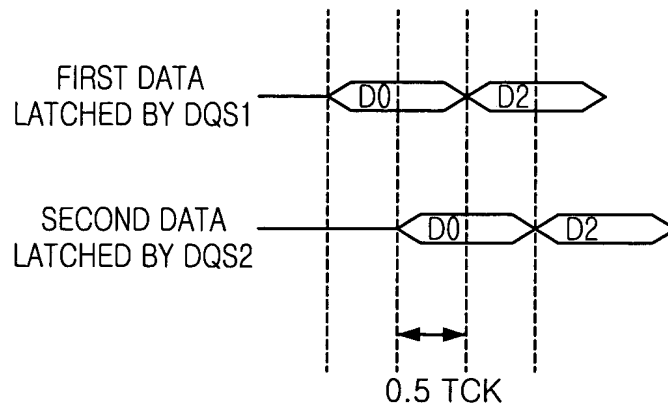 FIRST DATA
LATCHED BY DQS1
D0
D2
SECOND DATA
LATCHED BY DQS2
D0
D2
0.5 TCK